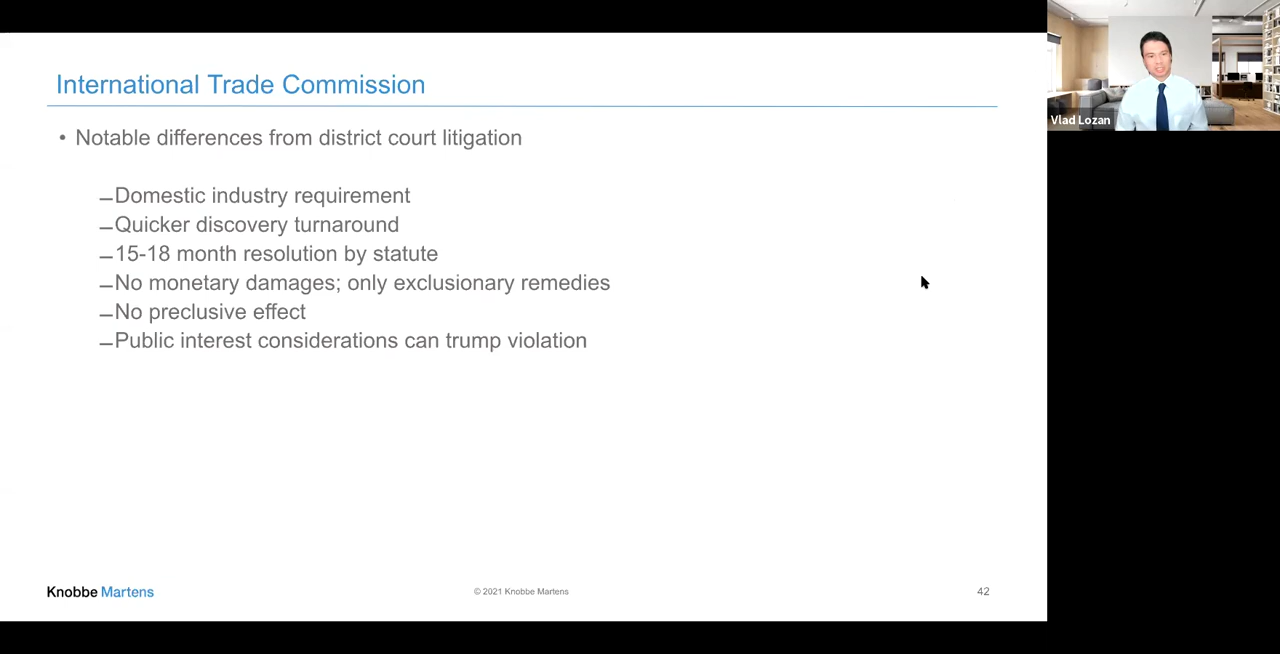 International Trade Commission
• Notable differences from district court litigation
–Domestic industry requirement
–Quicker discovery turnaround
–15-18 month resolution by statute
–No monetary damages; only exclusionary remedies
–No preclusive effect
–Public interest considerations can trump violation
Knobbe Martens
© 2021 Knobbe Martens
42
Vlad Lozan